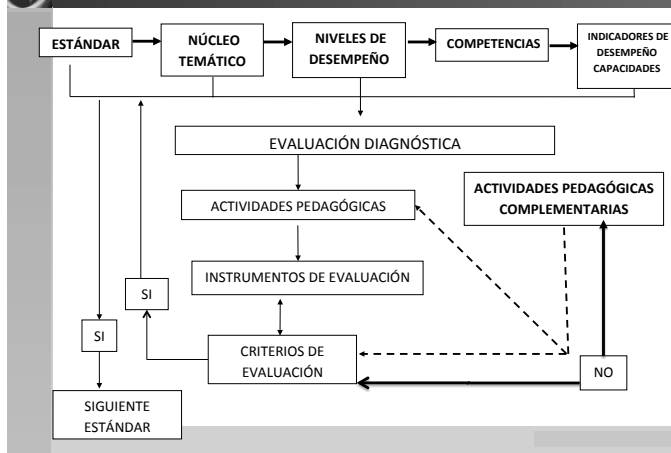 ESTÁNDAR
NÚCLEO
TEMÁTICO
NIVELES DE
DESEMPEÑO
COMPETENCIAS
INDICADORES DE
DESEMPEÑO
CAPACIDADES
EVALUACIÓN DIAGNÓSTICA
ACTIVIDADES PEDAGÓGICAS
ACTIVIDADES PEDAGÓGICAS
COMPLEMENTARIAS
INSTRUMENTOS DE EVALUACIÓN
SI
SI
CRITERIOS DE
EVALUACIÓN
NO
SIGUIENTE
ESTÁNDAR